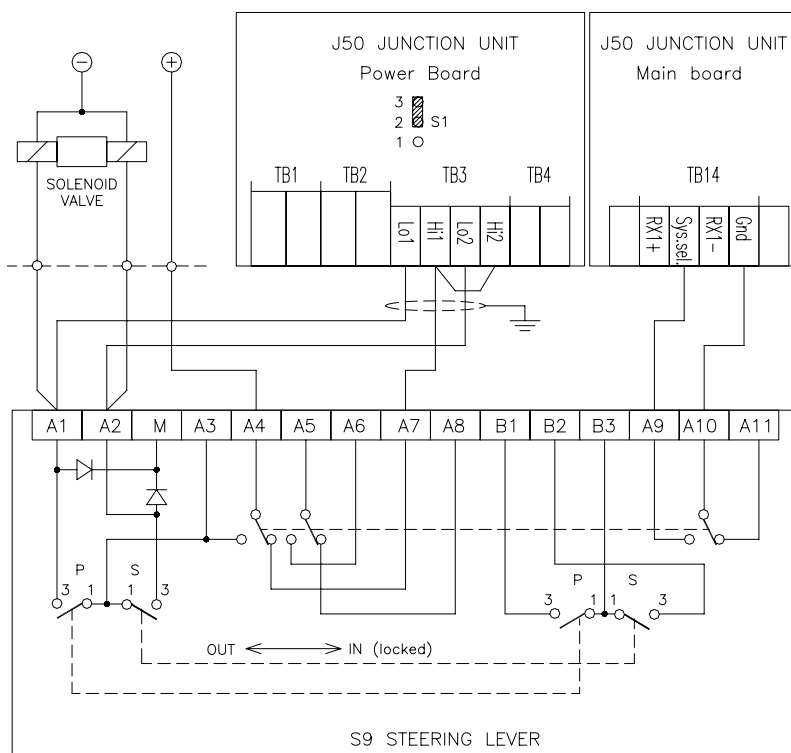 J50 JUNCTION UNIT
Power Board
3
2 S1
1
TB1 TB2 TB3 TB4
Lo1 Hi1 Lo2 Hi2
J50 JUNCTION UNIT
Main board
TB14
RX1+ Sys.sel. RX1- Gnd
− +
SOLENOID
VALVE
A1 A2 M A3 A4 A5 A6 A7 A8 B1 B2 B3 A9 A10 A11
P S
3 1 1 3
P S
3 1 1 3
OUT IN (locked)
S9 STEERING LEVER